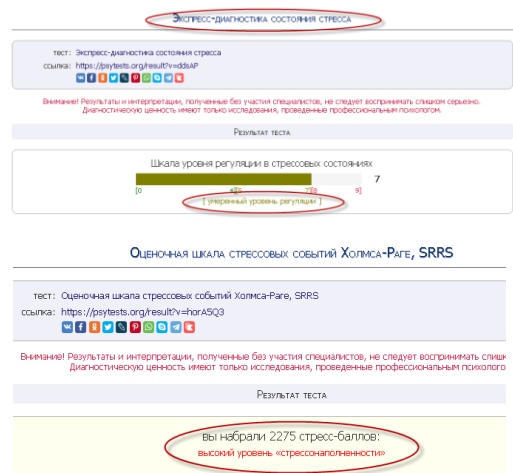 Экспресс-диагностика состояния стресса
тест: Экспресс-диагностика состояния стресса
ссылка: https://psytests.org/result?v=ddsAP
Внимание! Результаты и интерпретации, полученные без участия специалистов, не следует воспринимать слишком серьезно.
Диагностическую ценность имеют только исследования, проведенные профессиональным психологом.
Результат теста
Шкала уровня регуляции в стрессовых состояниях
7
[0 4][5 7][8 9]
[ умеренный уровень регуляции ]
Оценочная шкала стрессовых событий Холмса-Раге, SRRS
тест: Оценочная шкала стрессовых событий Холмса-Раге, SRRS
ссылка: https://psytests.org/result?v=horA5Q3
Внимание! Результаты и интерпретации, полученные без участия специалистов, не следует воспринимать слишк
Диагностическую ценность имеют только исследования, проведенные профессиональным психолого
Результат теста
вы набрали 2275 стресс-баллов:
высокий уровень «стрессонаполненности»